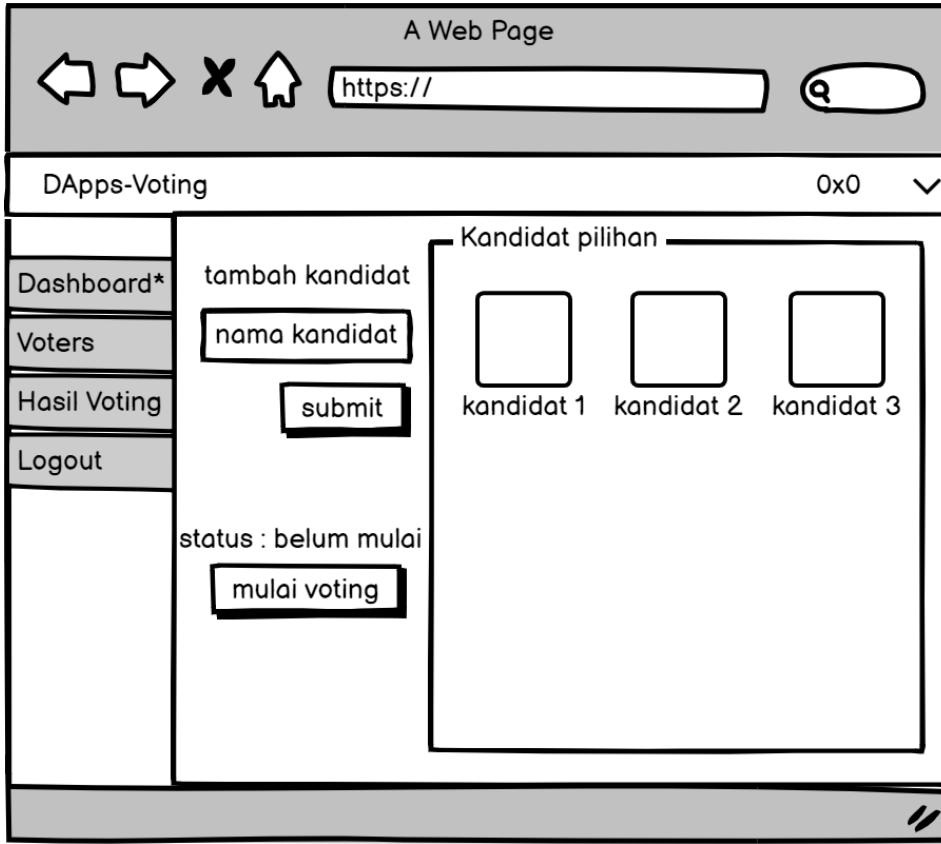 A Web Page
https://
DApps-Voting
0x0
Dashboard*
Voters
Hasil Voting
Logout
tambah kandidat
nama kandidat
submit
status : belum mulai
mulai voting
Kandidat pilihan
kandidat 1
kandidat 2
kandidat 3